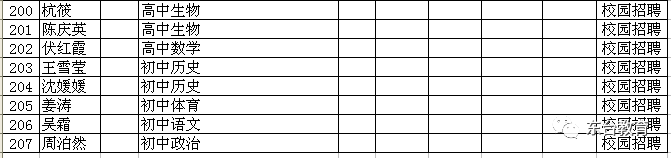 200 杭筱 高中生物 校园招聘
201 陈庆英 高中生物 校园招聘
202 伏红霞 高中数学 校园招聘
203 王雪莹 初中历史 校园招聘
204 沈媛媛 初中历史 校园招聘
205 姜涛 初中体育 校园招聘
206 吴霜 初中语文 校园招聘
207 周泊然 初中政治 校园招聘
东台教育